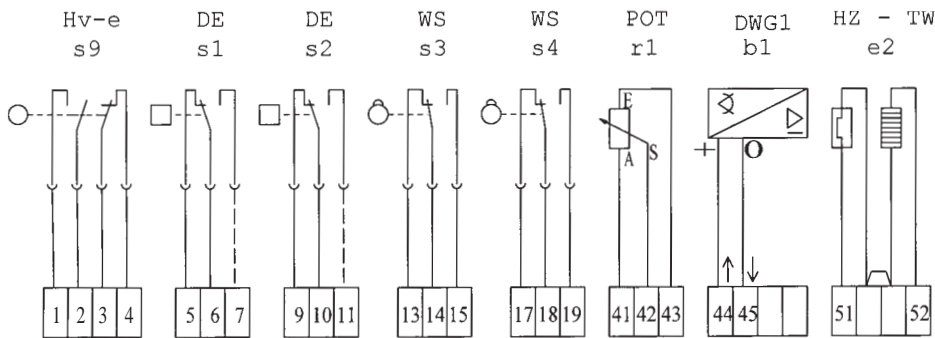 Hv-e DE DE WS WS POT DWG1 HZ - TW
s9 s1 s2 s3 s4 r1 b1 e2
E
A S
+ O
1 2 3 4 5 6 7 9 10 11 13 14 15 17 18 19 41 42 43 44 45 51 52